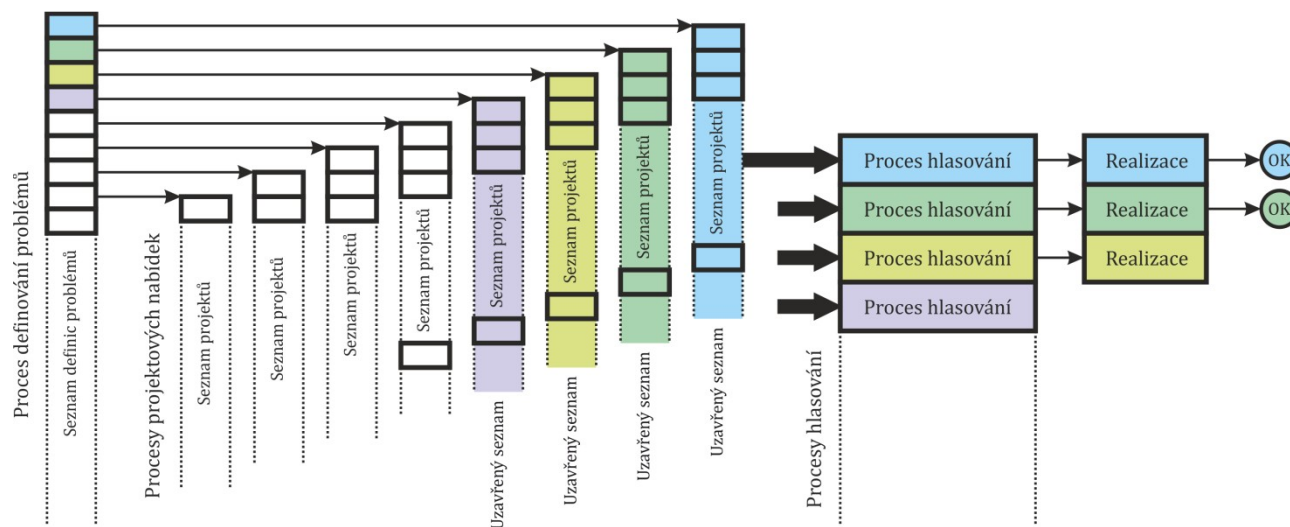 Proces definování problémů
Seznam definic problémů
Procesy projektových nabídek
Seznam projektů
Seznam projektů
Seznam projektů
Seznam projektů
Seznam projektů
Uzavřený seznam
Seznam projektů
Uzavřený seznam
Seznam projektů
Uzavřený seznam
Seznam projektů
Uzavřený seznam
Procesy hlasování
Proces hlasování
Realizace
OK
Proces hlasování
Realizace
OK
Proces hlasování
Realizace
Proces hlasování